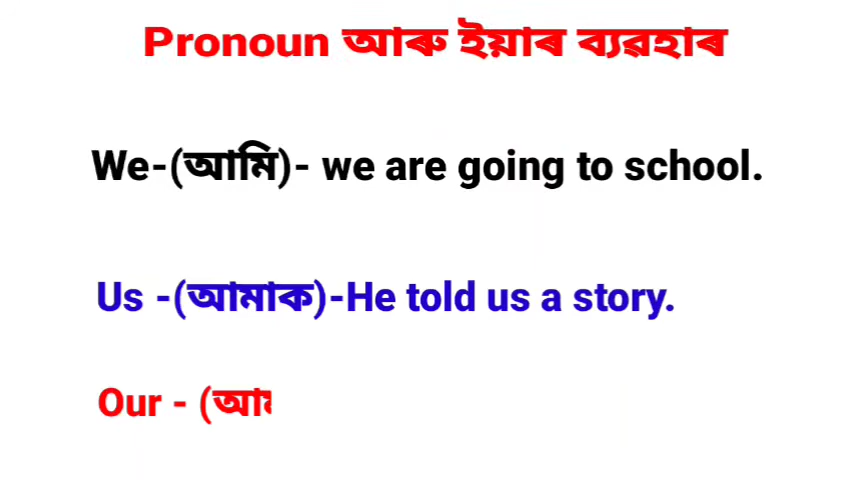 Pronoun আৰু ইয়াৰ ব্যৱহাৰ
We-(আমি)- we are going to school.
Us -(আমাক)-He told us a story.
Our - (